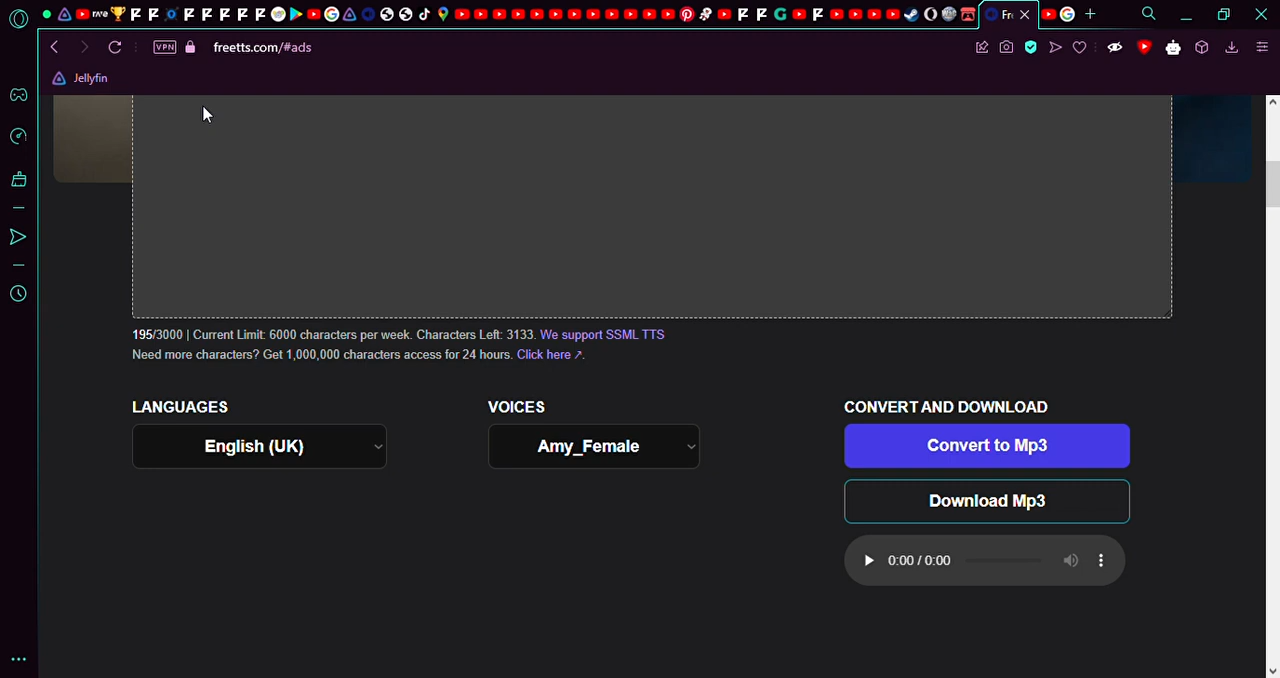 Fr
VPN
freetts.com/#ads
Jellyfin
195/3000 | Current Limit: 6000 characters per week. Characters Left: 3133. We support SSML TTS
Need more characters? Get 1,000,000 characters access for 24 hours. Click here ↗.
LANGUAGES
VOICES
CONVERT AND DOWNLOAD
English (UK)
Amy_Female
Convert to Mp3
Download Mp3
0:00 / 0:00